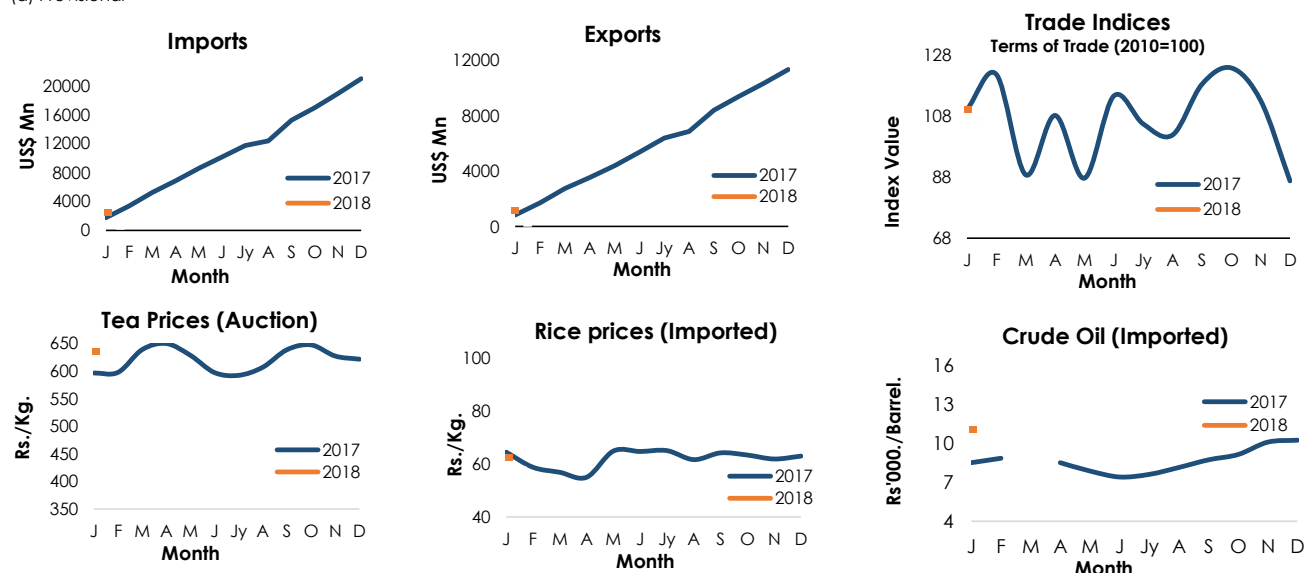 (a) Provisional
Imports
US$ Mn
20000
16000
12000
8000
4000
0
2017
2018
J F M A M J Jy A S O N D
Month
Exports
US$ Mn
12000
8000
4000
0
2017
2018
J F M A M J Jy A S O N D
Month
Trade Indices
Terms of Trade (2010=100)
Index Value
128
108
88
68
2017
2018
J F M A M J Jy A S O N D
Month
Tea Prices (Auction)
Rs./Kg.
650
600
550
500
450
400
350
2017
2018
J F M A M J Jy A S O N D
Month
Rice prices (Imported)
Rs./Kg.
100
80
60
40
2017
2018
J F M A M J Jy A S O N D
Month
Crude Oil (Imported)
Rs'000./Barrel.
16
13
10
7
4
2017
2018
J F M A M J Jy A S O N D
Month